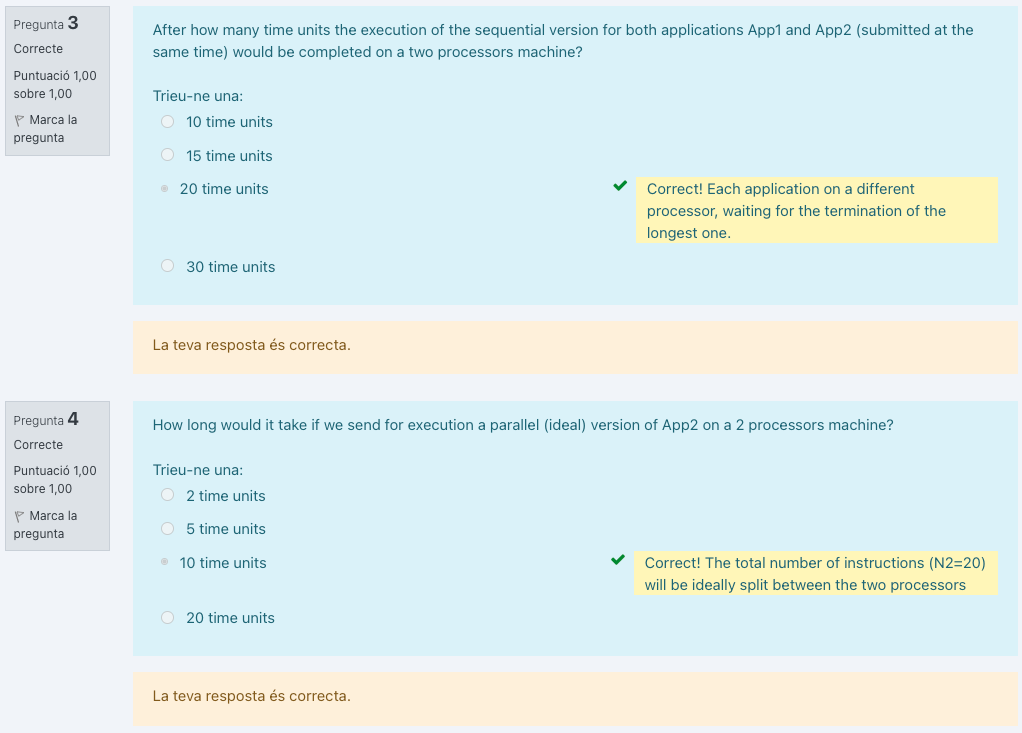 Pregunta 3
Correcte
Puntuació 1,00
sobre 1,00
Marca la
pregunta
After how many time units the execution of the sequential version for both applications App1 and App2 (submitted at the
same time) would be completed on a two processors machine?
Trieu-ne una:
10 time units
15 time units
20 time units
Correct! Each application on a different
processor, waiting for the termination of the
longest one.
30 time units
La teva resposta és correcta.
Pregunta 4
Correcte
Puntuació 1,00
sobre 1,00
Marca la
pregunta
How long would it take if we send for execution a parallel (ideal) version of App2 on a 2 processors machine?
Trieu-ne una:
2 time units
5 time units
10 time units
Correct! The total number of instructions (N2=20)
will be ideally split between the two processors
20 time units
La teva resposta és correcta.